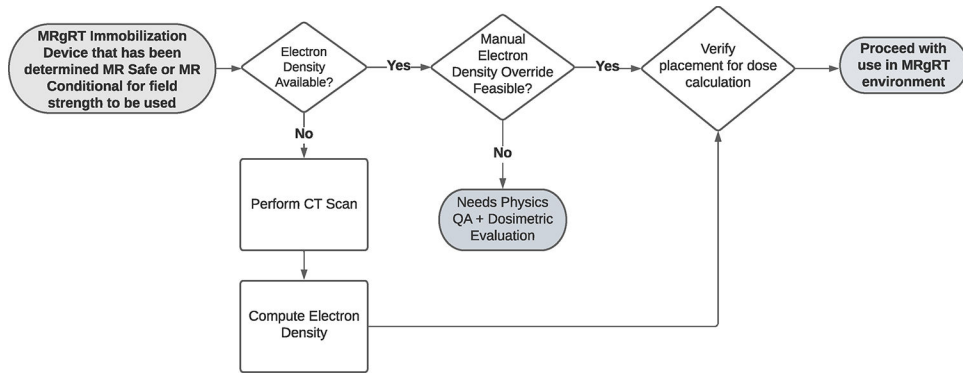 MRgRT Immobilization
Device that has been
determined MR Safe or MR
Conditional for field
strength to be used
Electron
Density
Available?
Yes
Manual
Electron
Density Override
Feasible?
Yes
Verify
placement for dose
calculation
Proceed with
use in MRgRT
environment
No
No
Perform CT Scan
Needs Physics
QA + Dosimetric
Evaluation
Compute Electron
Density